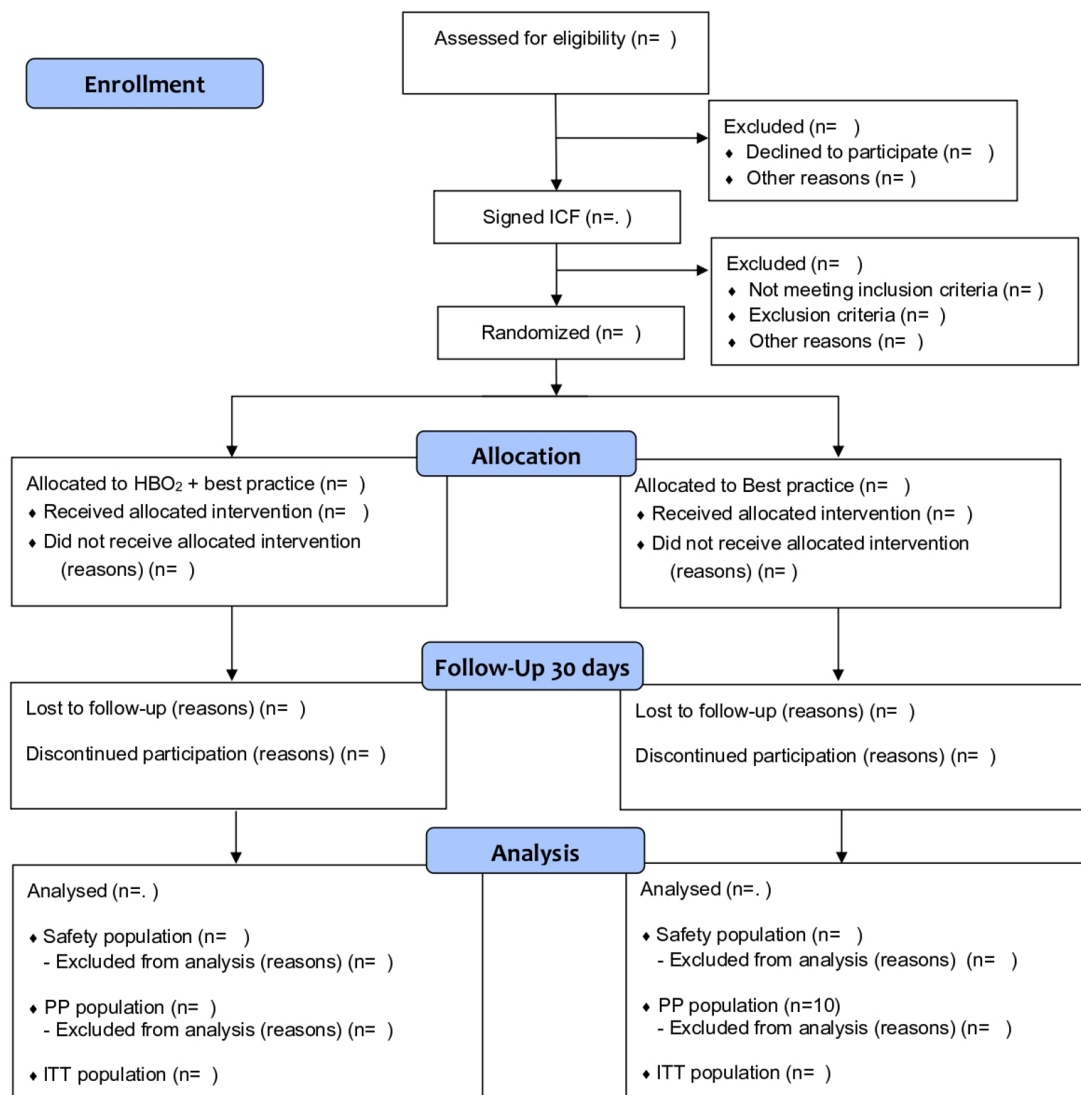 Assessed for eligibility (n=  )
Enrollment
Excluded (n=   )
♦ Declined to participate (n=   )
♦ Other reasons (n= )
Signed ICF (n=. )
Excluded (n=   )
♦ Not meeting inclusion criteria (n= )
♦ Exclusion criteria (n=  )
♦ Other reasons (n=  )
Randomized (n=  )
Allocation
Allocated to HBO₂ + best practice (n=  )
♦ Received allocated intervention (n=   )
♦ Did not receive allocated intervention
(reasons) (n=  )
Allocated to Best practice (n=  )
♦ Received allocated intervention (n=  )
♦ Did not receive allocated intervention
(reasons) (n= )
Follow-Up 30 days
Lost to follow-up (reasons) (n=  )
Discontinued participation (reasons) (n=  )
Lost to follow-up (reasons) (n=  )
Discontinued participation (reasons) (n=  )
Analysis
Analysed (n=. )
♦ Safety population (n=   )
- Excluded from analysis (reasons) (n=  )
♦ PP population (n=  )
- Excluded from analysis (reasons) (n=  )
♦ ITT population (n=  )
Analysed (n=. )
♦ Safety population (n=   )
- Excluded from analysis (reasons)  (n=   )
♦ PP population (n=10)
- Excluded from analysis (reasons) (n=  )
♦ ITT population (n=  )